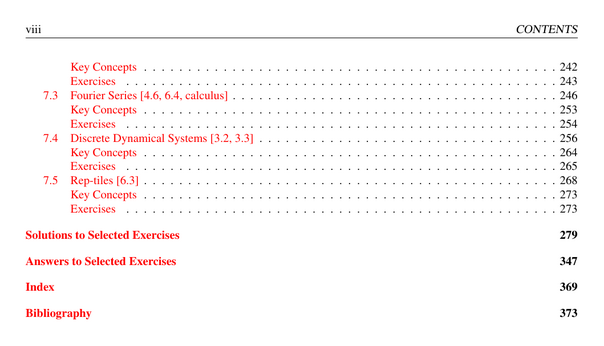 viii CONTENTS
Key Concepts . . . . . . . . . . . . . . . . . . . . . . . . . . . . . . . . . . . . . . . . . . . . . . . 242
Exercises . . . . . . . . . . . . . . . . . . . . . . . . . . . . . . . . . . . . . . . . . . . . . . . . . 243
7.3 Fourier Series [4.6, 6.4, calculus] . . . . . . . . . . . . . . . . . . . . . . . . . . . . . . . . . . . . . 246
Key Concepts . . . . . . . . . . . . . . . . . . . . . . . . . . . . . . . . . . . . . . . . . . . . . . . 253
Exercises . . . . . . . . . . . . . . . . . . . . . . . . . . . . . . . . . . . . . . . . . . . . . . . . . 254
7.4 Discrete Dynamical Systems [3.2, 3.3] . . . . . . . . . . . . . . . . . . . . . . . . . . . . . . . . . . 256
Key Concepts . . . . . . . . . . . . . . . . . . . . . . . . . . . . . . . . . . . . . . . . . . . . . . . 264
Exercises . . . . . . . . . . . . . . . . . . . . . . . . . . . . . . . . . . . . . . . . . . . . . . . . . 265
7.5 Rep-tiles [6.3] . . . . . . . . . . . . . . . . . . . . . . . . . . . . . . . . . . . . . . . . . . . . . . . 268
Key Concepts . . . . . . . . . . . . . . . . . . . . . . . . . . . . . . . . . . . . . . . . . . . . . . . 273
Exercises . . . . . . . . . . . . . . . . . . . . . . . . . . . . . . . . . . . . . . . . . . . . . . . . . 273
Solutions to Selected Exercises 279
Answers to Selected Exercises 347
Index 369
Bibliography 373